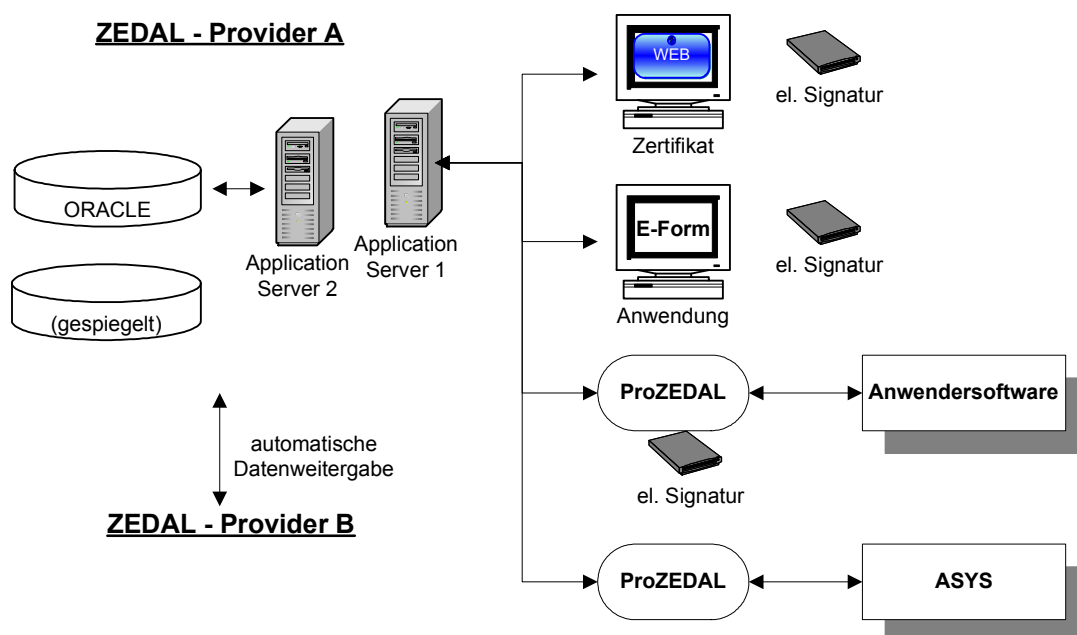 ZEDAL - Provider A
WEB
el. Signatur
Zertifikat
ORACLE
Application
Server 2
Application
Server 1
E-Form
el. Signatur
Anwendung
(gespiegelt)
ProZEDAL
Anwendersoftware
automatische
Datenweitergabe
el. Signatur
ZEDAL - Provider B
ProZEDAL
ASYS